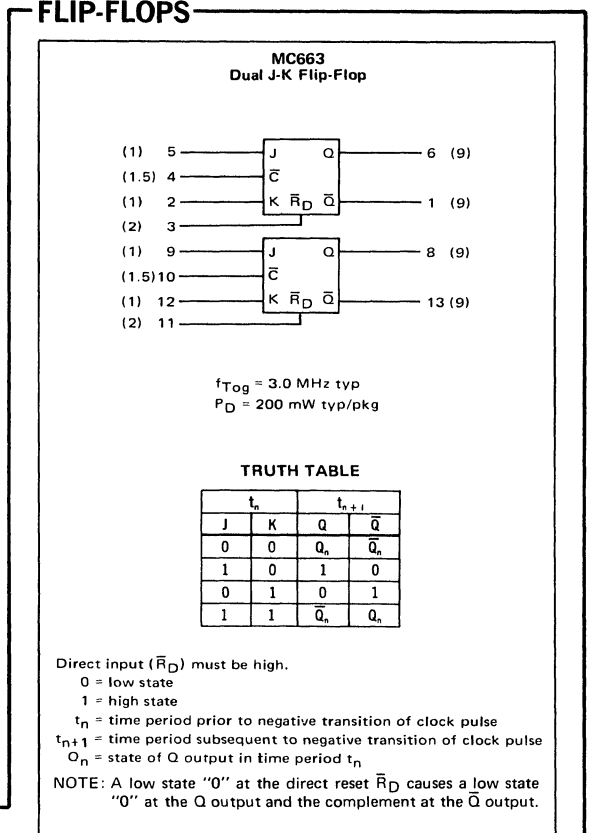 FLIP-FLOPS
MC663
Dual J-K Flip-Flop
(1) 5 J Q 6 (9)
(1.5) 4 C̅
(1) 2 K R̅D Q̅ 1 (9)
(2) 3
(1) 9 J Q 8 (9)
(1.5) 10 C̅
(1) 12 K R̅D Q̅ 13 (9)
(2) 11
fTog = 3.0 MHz typ
PD = 200 mW typ/pkg
TRUTH TABLE
tn tn+1
J K Q Q̅
0 0 Qn Q̅n
1 0 1 0
0 1 0 1
1 1 Q̅n Qn
Direct input (R̅D) must be high.
0 = low state
1 = high state
tn = time period prior to negative transition of clock pulse
tn+1 = time period subsequent to negative transition of clock pulse
Qn = state of Q output in time period tn
NOTE: A low state "0" at the direct reset R̅D causes a low state
"0" at the Q output and the complement at the Q̅ output.